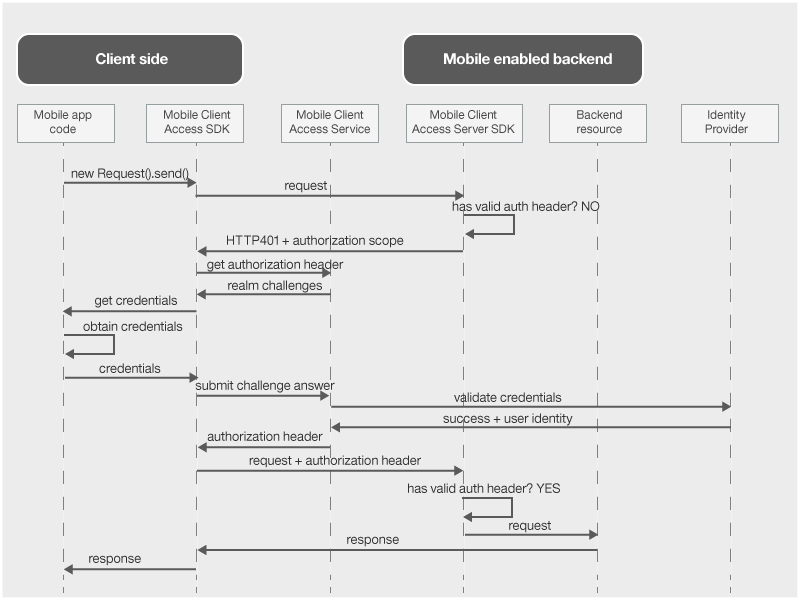 Client side
Mobile enabled backend
Mobile app
code
Mobile Client
Access SDK
Mobile Client
Access Service
Mobile Client
Access Server SDK
Backend
resource
Identity
Provider
new Request().send()
request
has valid auth header? NO
HTTP401 + authorization scope
get authorization header
realm challenges
get credentials
obtain credentials
credentials
submit challenge answer
validate credentials
success + user identity
authorization header
request + authorization header
has valid auth header? YES
request
response
response